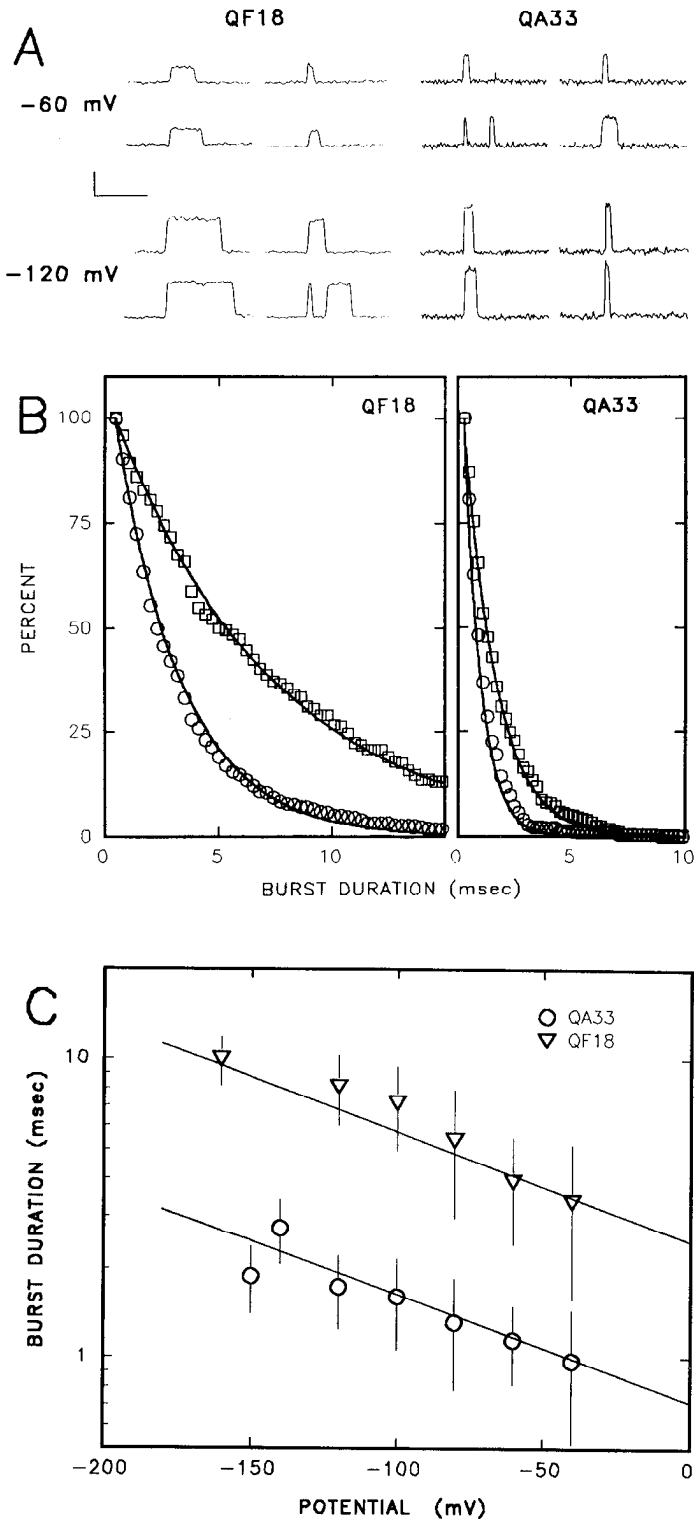 QF18 QA33
A
-60 mV
-120 mV
B 100 QF18 QA33
75
50
25
0
PERCENT
0 5 10 0 5 10
BURST DURATION (msec)
C
QA33
QF18
10
1
BURST DURATION (msec)
-200 -150 -100 -50 0
POTENTIAL (mV)